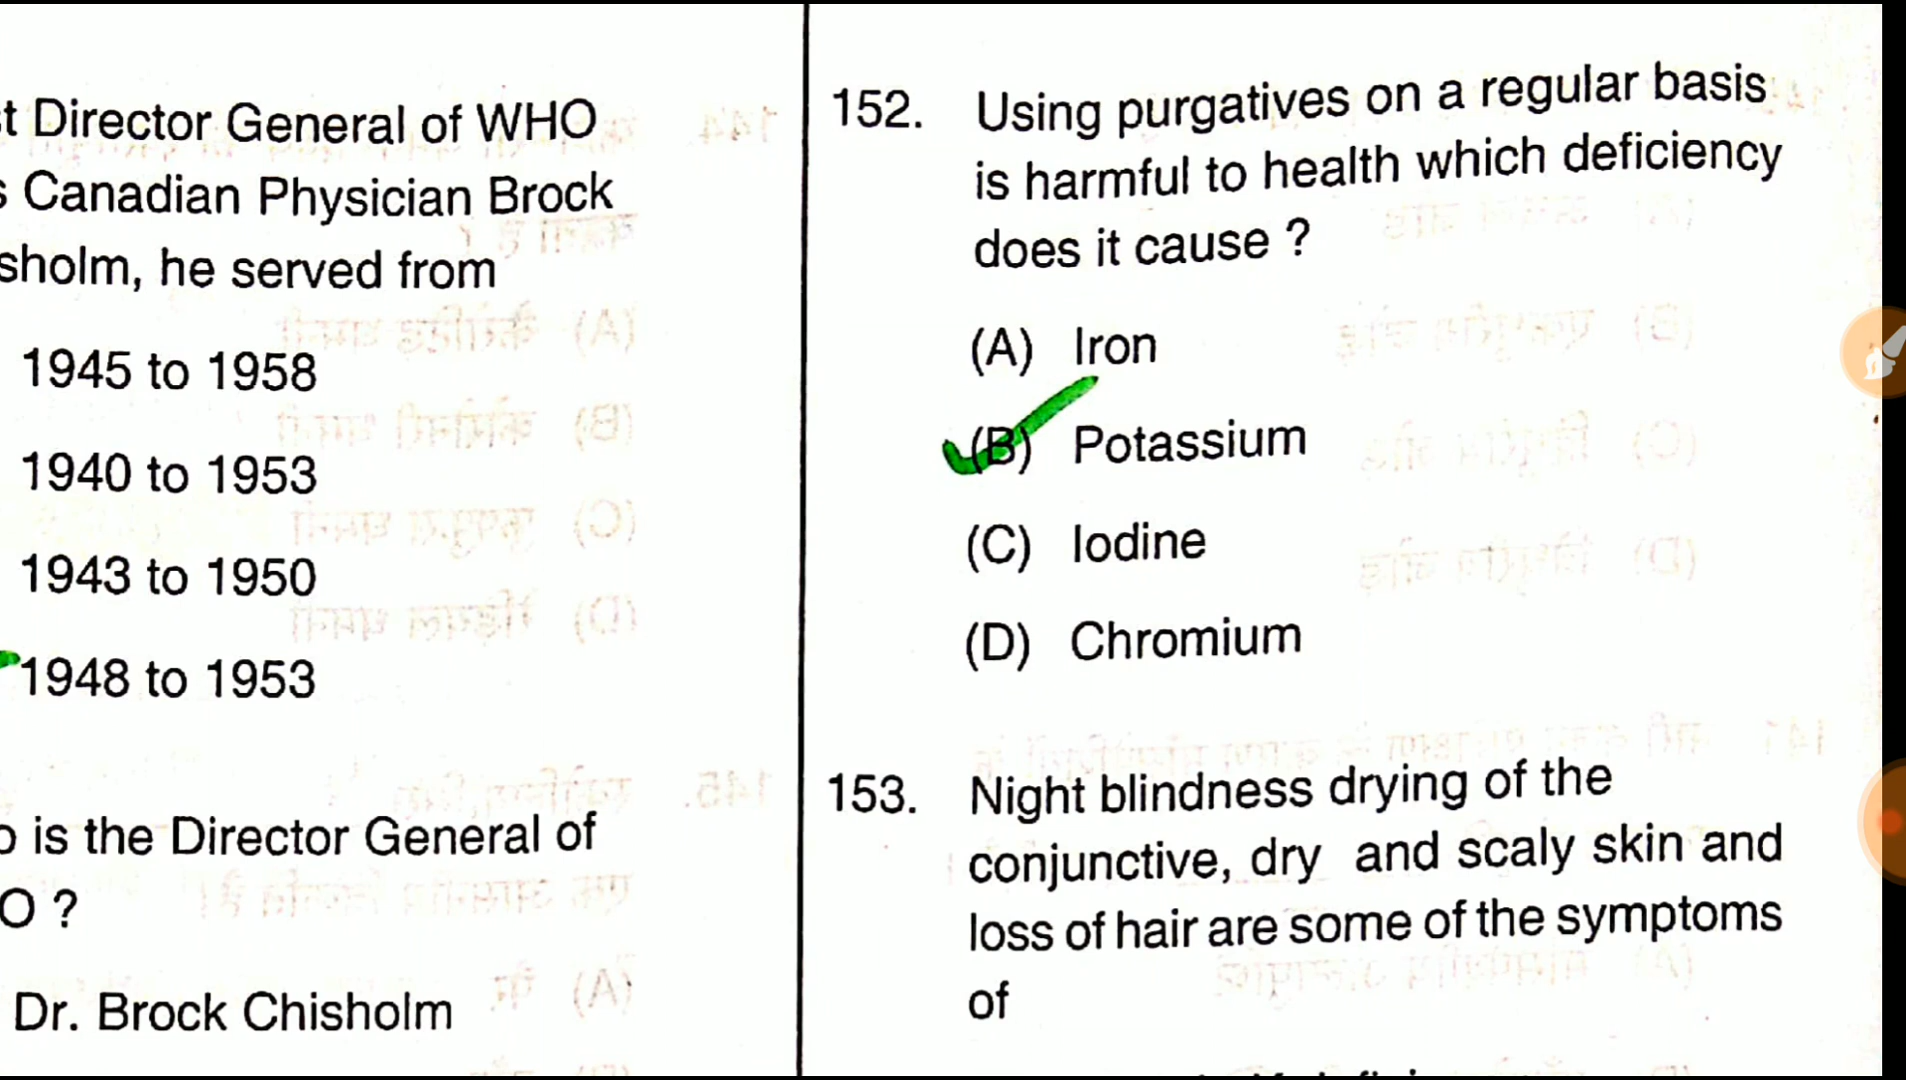 t Director General of WHO
s Canadian Physician Brock
sholm, he served from
1945 to 1958
1940 to 1953
1943 to 1950
1948 to 1953
o is the Director General of
O ?
Dr. Brock Chisholm
152. Using purgatives on a regular basis
is harmful to health which deficiency
does it cause ?
(A) Iron
(B) Potassium
(C) Iodine
(D) Chromium
153. Night blindness drying of the
conjunctive, dry and scaly skin and
loss of hair are some of the symptoms
of